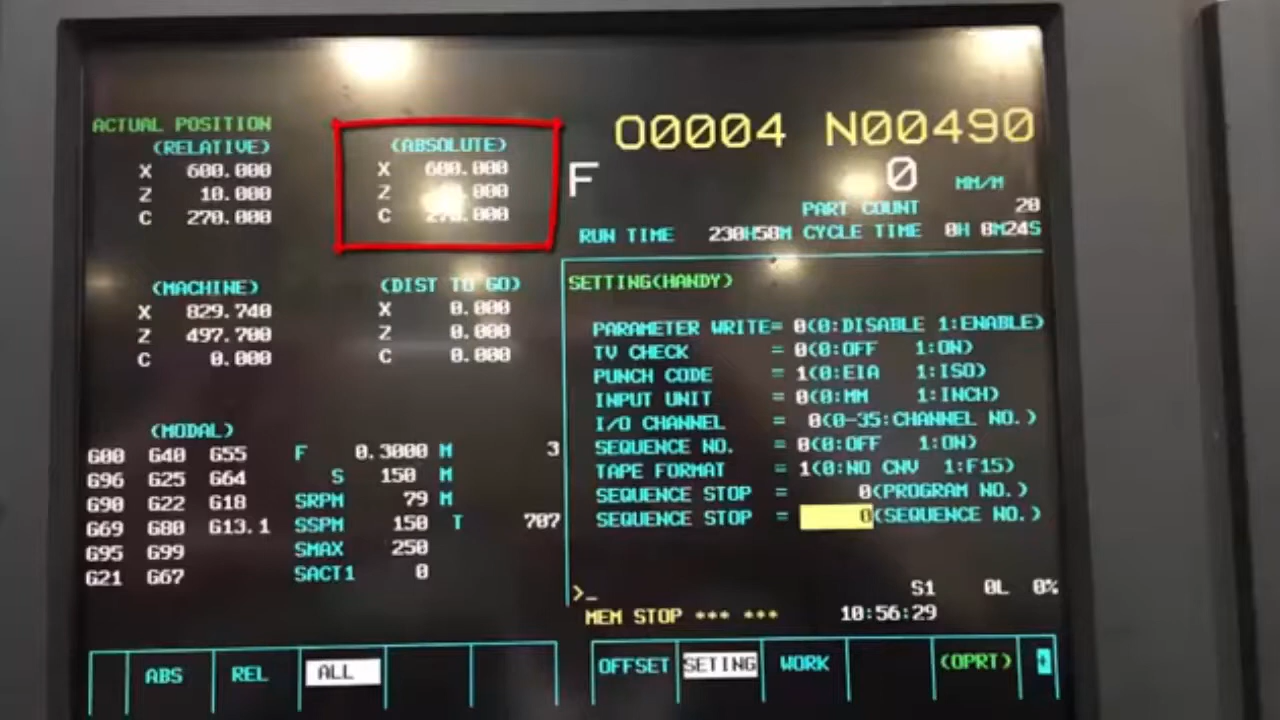 ACTUAL POSITION
(RELATIVE)
X 600.000
Z 10.000
C 270.000
(ABSOLUTE)
X 600.000
Z .000
C 270.000
(MACHINE)
X 829.740
Z 497.700
C 0.000
(DIST TO GO)
X 0.000
Z 0.000
C 0.000
(MODAL)
G00 G40 G55 F 0.3000 M 3
G96 G25 G64 S 150 M
G90 G22 G18 SRPM 79 M
G69 G80 G13.1 SSPM 150 T 707
G95 G99 SMAX 250
G21 G67 SACT1 0
O0004 N00490
F 0 MM/M
PART COUNT 20
RUN TIME 230H50M CYCLE TIME 0H 0M24S
SETTING(HANDY)
PARAMETER WRITE= 0(0:DISABLE 1:ENABLE)
TV CHECK = 0(0:OFF 1:ON)
PUNCH CODE = 1(0:EIA 1:ISO)
INPUT UNIT = 0(0:MM 1:INCH)
I/O CHANNEL = 0(0-35:CHANNEL NO.)
SEQUENCE NO. = 0(0:OFF 1:ON)
TAPE FORMAT = 1(0:NO CNV 1:F15)
SEQUENCE STOP = 0(PROGRAM NO.)
SEQUENCE STOP = 0(SEQUENCE NO.)
>_
S1 0L 0%
MEM STOP *** *** 10:56:29
ABS REL ALL
OFFSET SETING WORK (OPRT) +